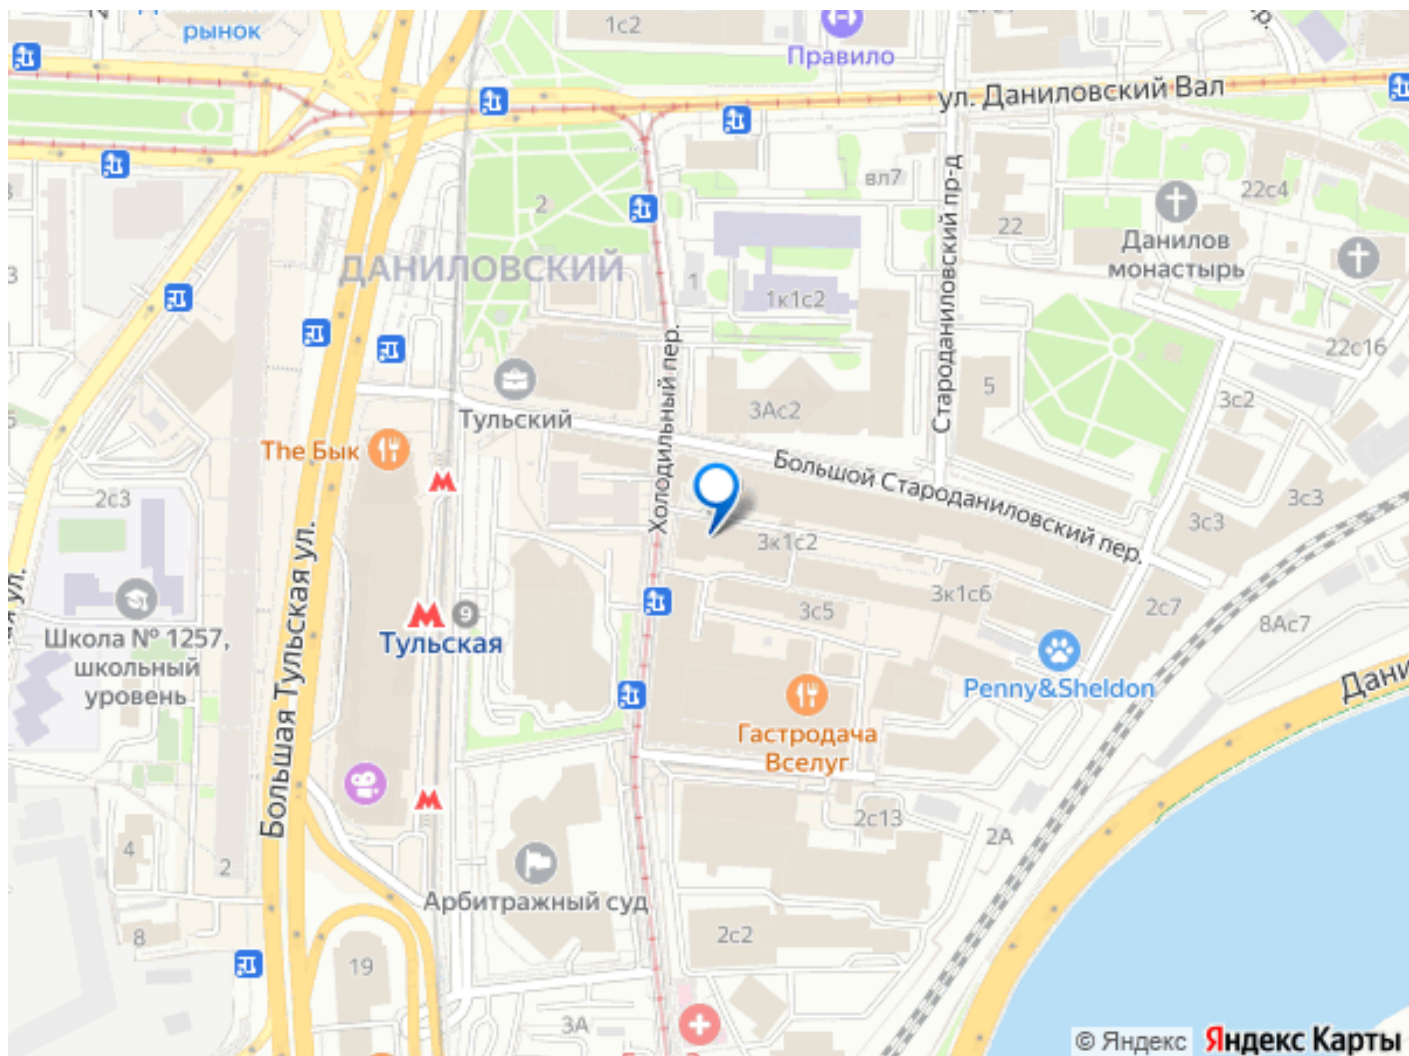 рынок
1с2
Правило
ул. Даниловский Вал
вл7
Староданиловский пр-д
22с4
2
22
Данилов
монастырь
ДАНИЛОВСКИЙ
1
1к1с2
3
22с16
Холодильный пер.
5
3с2
3Ас2
Тульский
The Бык
Большой Староданиловский пер.
2с3
3с3
3с3
3к1с2
Большая Тульская ул.
3к1с6
2с7
3с5
8Ас7
Тульская
Школа № 1257,
школьный
уровень
Penny&Sheldon
Гастродача
Вселуг
2с13
2А
4
2
Арбитражный суд
8
2с2
19
3А
© Яндекс
Яндекс Карты